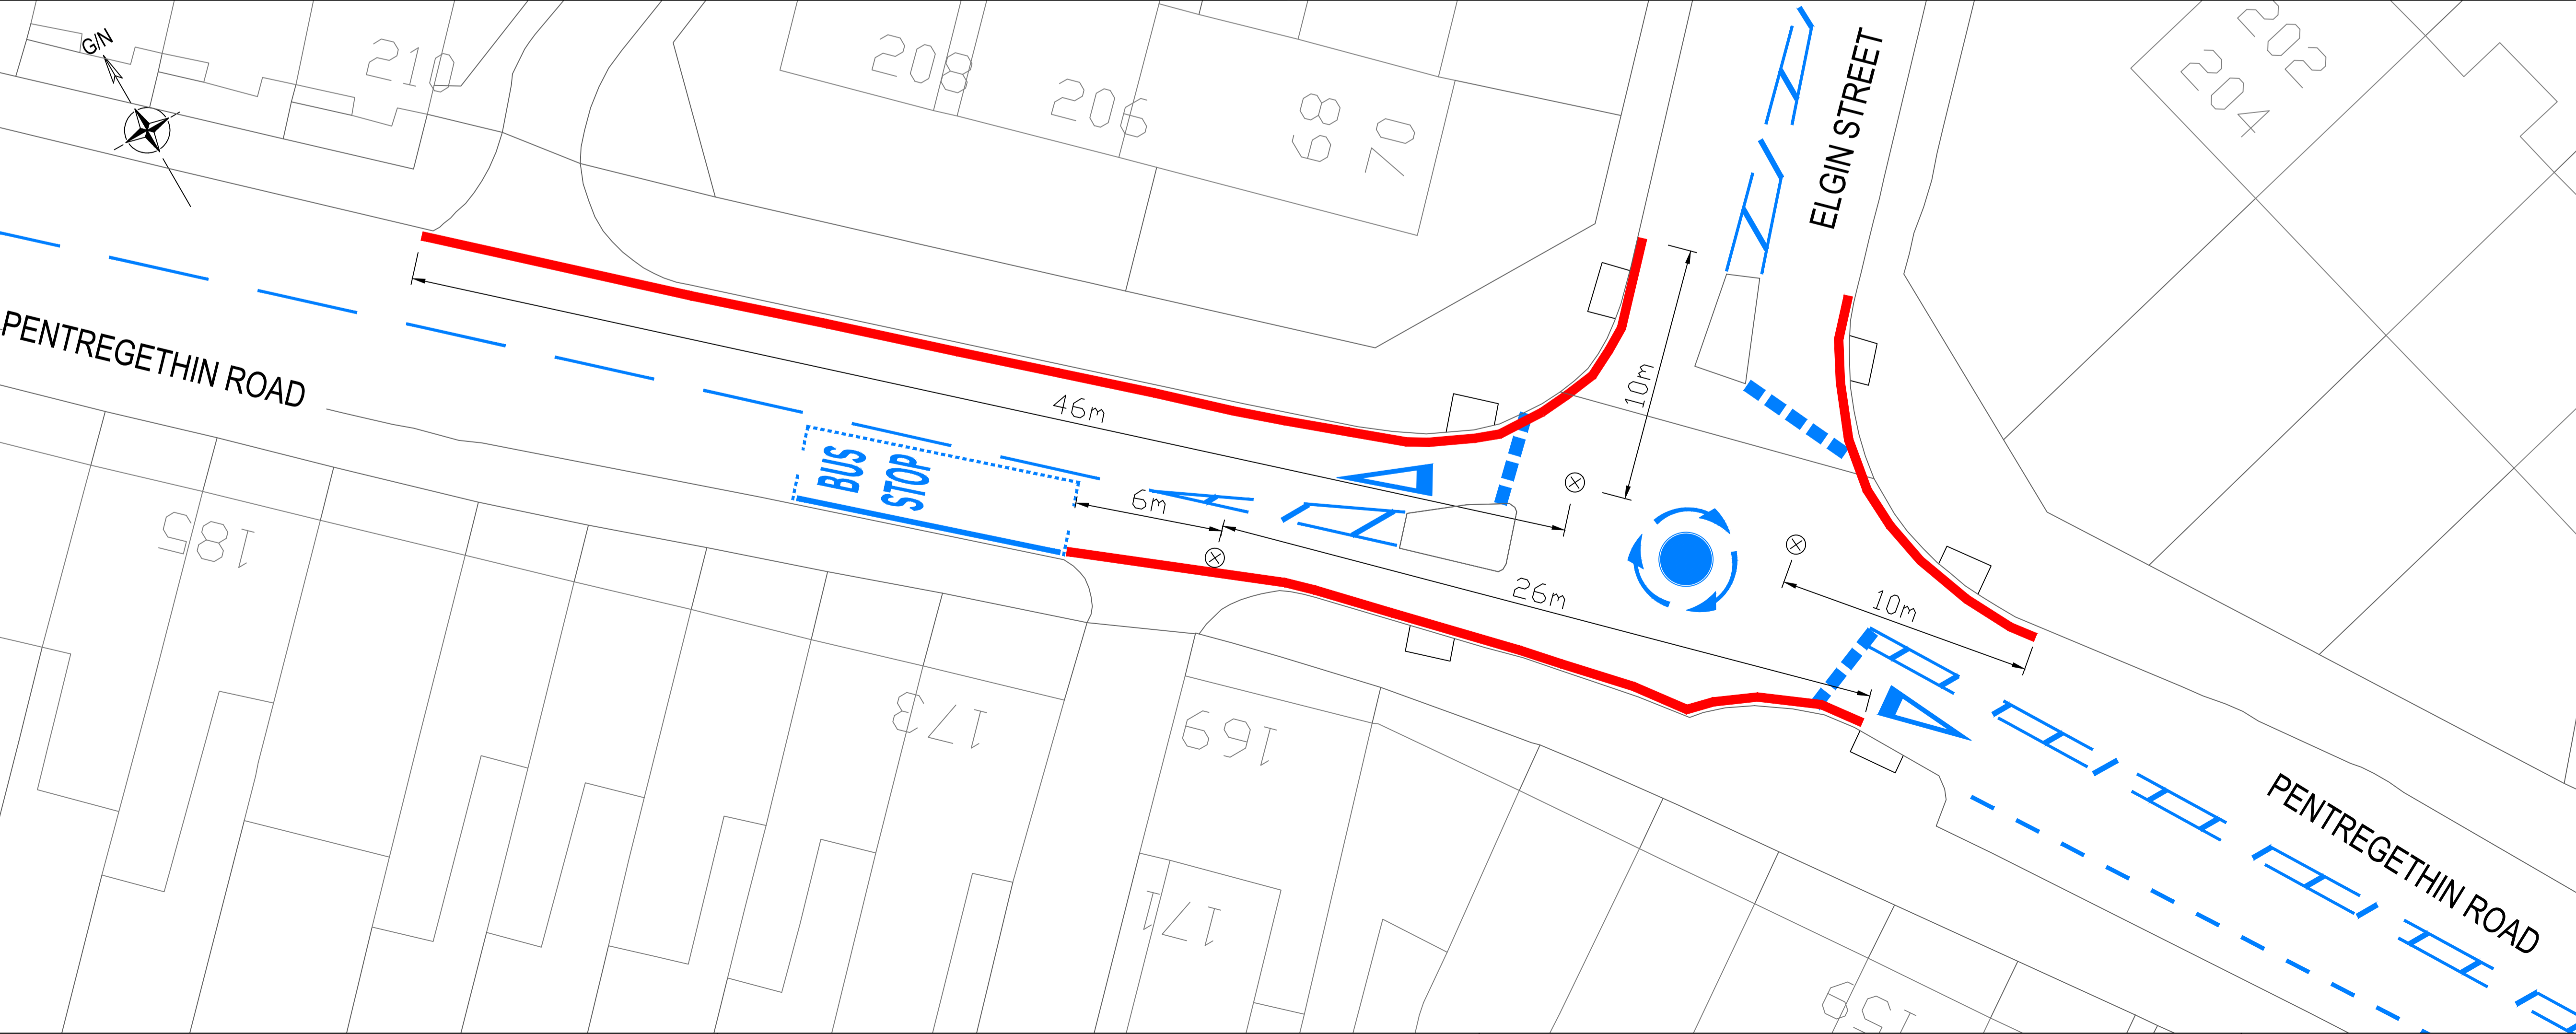 G/N
210
208
206
68
70
ELGIN STREET
202
204
PENTREGETHIN ROAD
46m
10m
BUS
STOP
6m
26m
10m
185
173
169
171
PENTREGETHIN ROAD